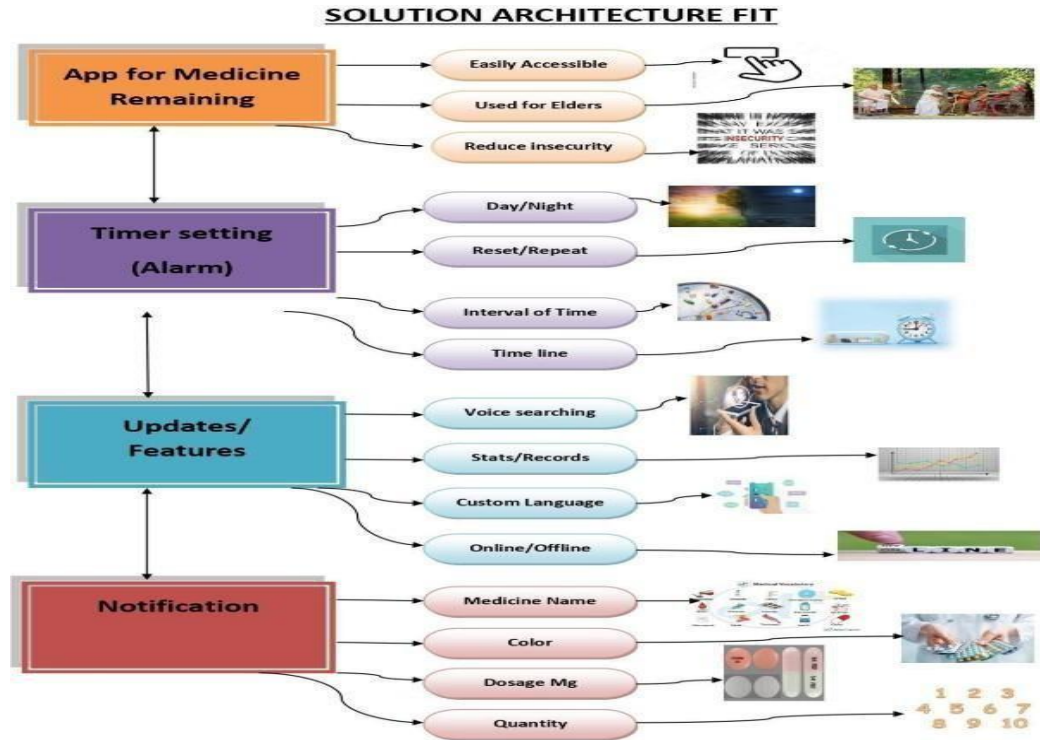 SOLUTION ARCHITECTURE FIT
App for Medicine
Remaining
Easily Accessible
Used for Elders
Reduce insecurity
INSECURITY
Timer setting
(Alarm)
Day/Night
Reset/Repeat
Interval of Time
Time line
Updates/
Features
Voice searching
Stats/Records
Custom Language
Online/Offline
LINE
Notification
Medicine Name
Color
Dosage Mg
Quantity
1 2 3
4 5 6 7
8 9 10